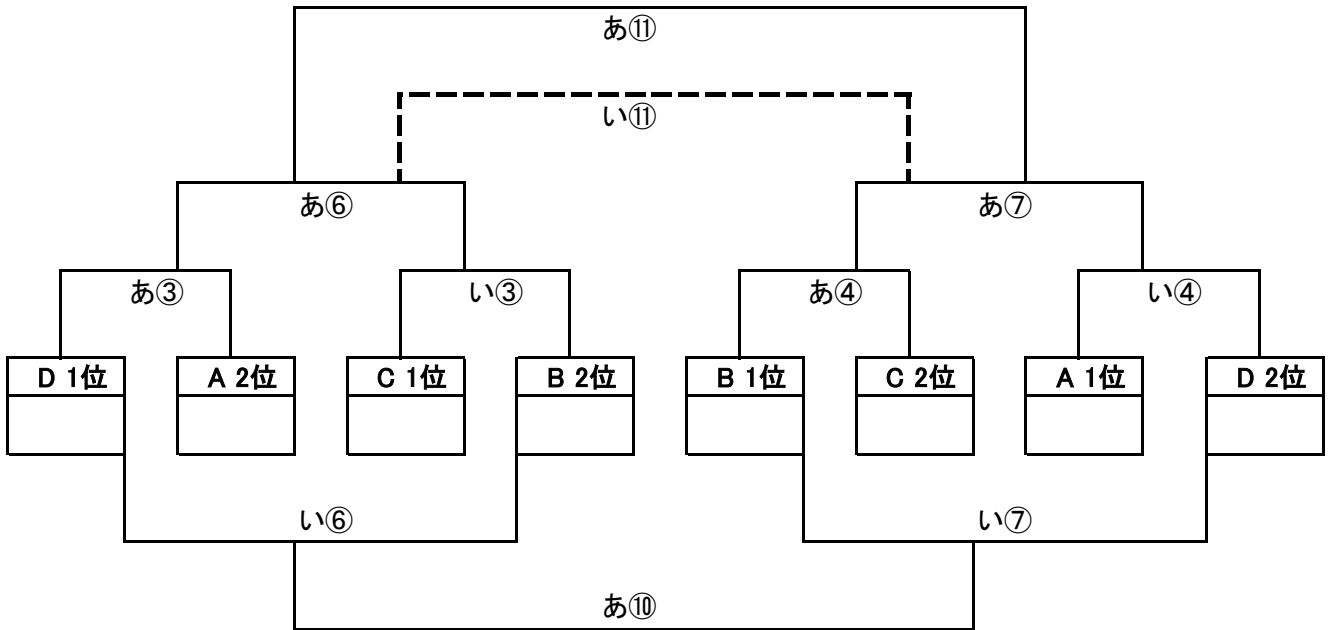 あ⑪
い⑪
あ⑥ あ⑦
あ③ い③ あ④ い④
D 1位 A 2位 C 1位 B 2位 B 1位 C 2位 A 1位 D 2位
い⑥ い⑦
あ⑩